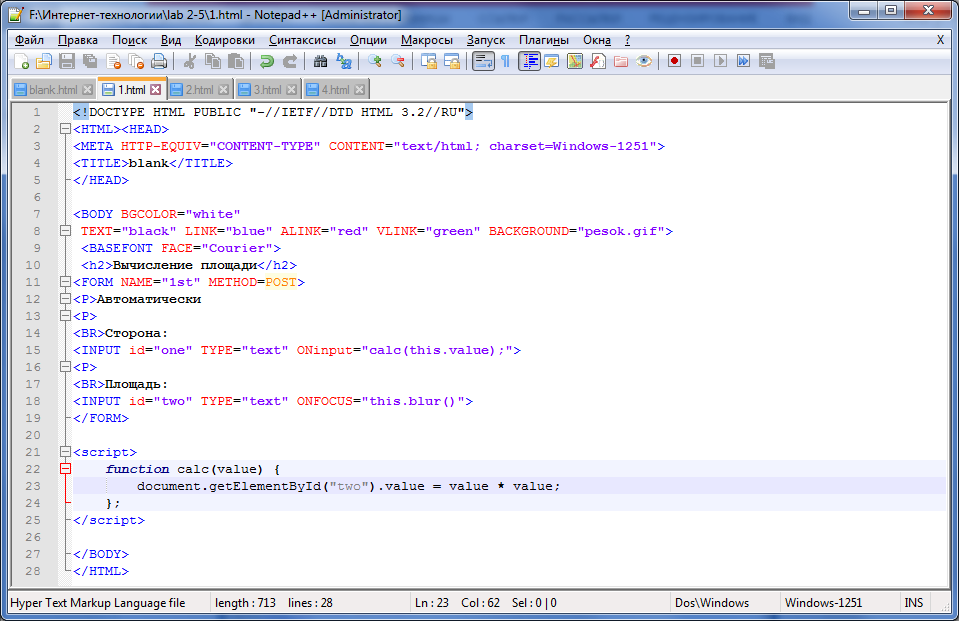 F:\Интернет-технологии\lab 2-5\1.html - Notepad++ [Administrator]
Файл Правка Поиск Вид Кодировки Синтаксисы Опции Макросы Запуск Плагины Окна ? X
blank.html 1.html 2.html 3.html 4.html
1 <!DOCTYPE HTML PUBLIC "-//IETF//DTD HTML 3.2//RU">
2 <HTML><HEAD>
3 <META HTTP-EQUIV="CONTENT-TYPE" CONTENT="text/html; charset=Windows-1251">
4 <TITLE>blank</TITLE>
5 </HEAD>
6
7 <BODY BGCOLOR="white"
8 TEXT="black" LINK="blue" ALINK="red" VLINK="green" BACKGROUND="pesok.gif">
9 <BASEFONT FACE="Courier">
10 <h2>Вычисление площади</h2>
11 <FORM NAME="1st" METHOD=POST>
12 <P>Автоматически
13 <P>
14 <BR>Сторона:
15 <INPUT id="one" TYPE="text" ONinput="calc(this.value);">
16 <P>
17 <BR>Площадь:
18 <INPUT id="two" TYPE="text" ONFOCUS="this.blur()">
19 </FORM>
20
21 <script>
22 function calc(value) {
23 document.getElementById("two").value = value * value;
24 };
25 </script>
26
27 </BODY>
28 </HTML>
Hyper Text Markup Language file length : 713 lines : 28 Ln : 23 Col : 62 Sel : 0 | 0 Dos\Windows Windows-1251 INS